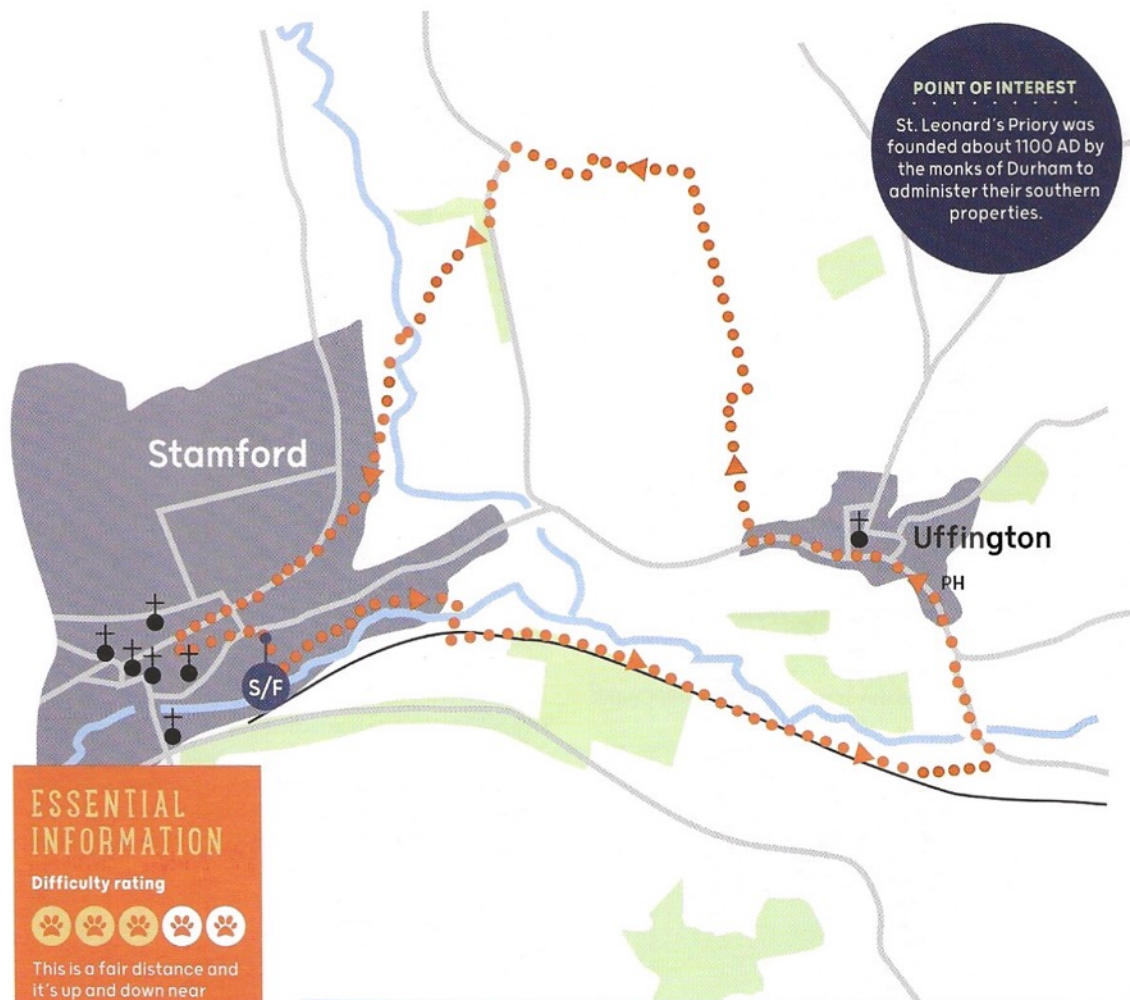 POINT OF INTEREST
St. Leonard's Priory was
founded about 1100 AD by
the monks of Durham to
administer their southern
properties.
Stamford
Uffington
PH
S/F
ESSENTIAL
INFORMATION
Difficulty rating
This is a fair distance and
it's up and down near